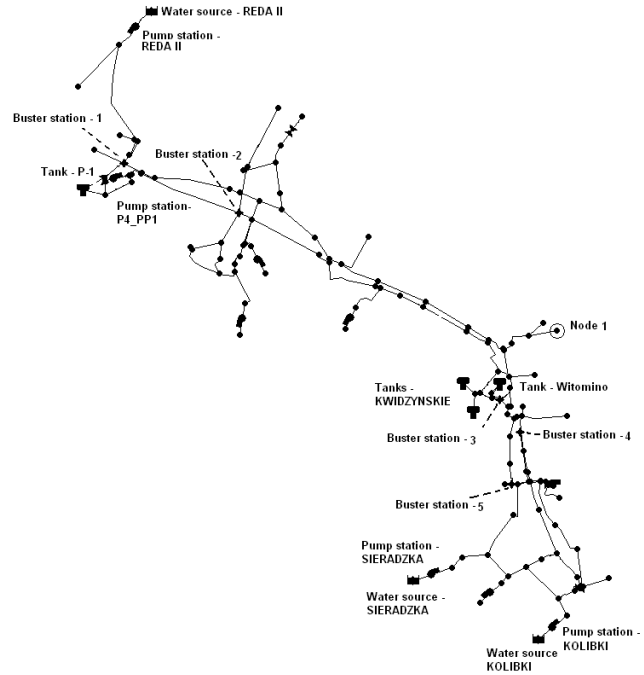 Water source - REDA II
Pump station -
REDA II
Buster station - 1
Buster station -2
Tank - P-1
Pump station-
P4_PP1
Node 1
Tanks -
KWIDZYNSKIE
Tank - Witomino
Buster station - 3
Buster station - 4
Buster station - 5
Pump station -
SIERADZKA
Water source -
SIERADZKA
Pump station -
KOLIBKI
Water source
KOLIBKI